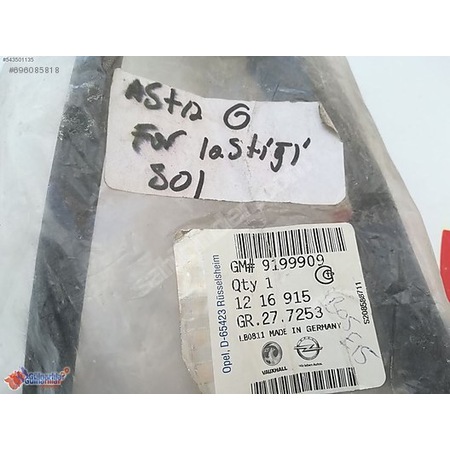 #543501135
#696085818
Astra G
Far lastiği
SOl
GM# 9199909
Qty 1
12 16 915
GR.27.7253
LB0811 MADE IN GERMANY
VAUXHALL
Opel, D-65423 Rüsselsheim